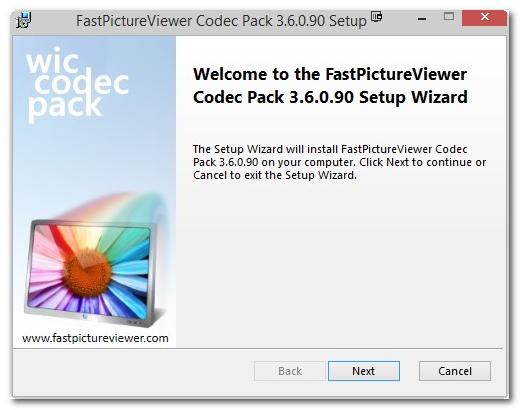 FastPictureViewer Codec Pack 3.6.0.90 Setup
wic
codec
pack
Welcome to the FastPictureViewer
Codec Pack 3.6.0.90 Setup Wizard
The Setup Wizard will install FastPictureViewer Codec
Pack 3.6.0.90 on your computer. Click Next to continue or
Cancel to exit the Setup Wizard.
www.fastpictureviewer.com
Back
Next
Cancel